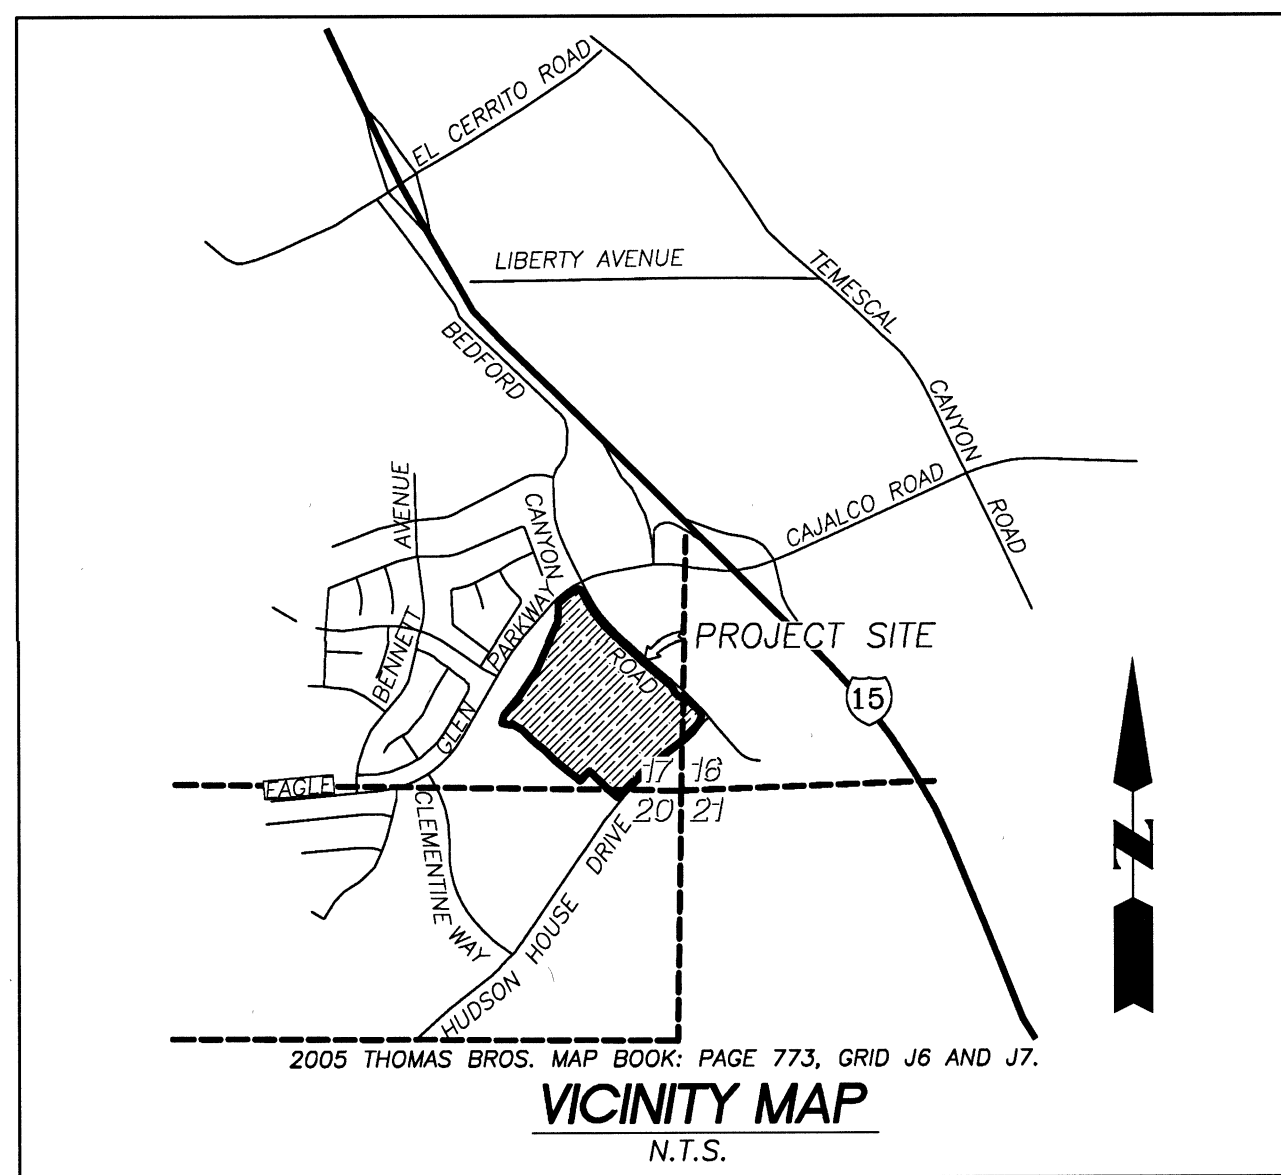 EL CERRITO ROAD
LIBERTY AVENUE
TEMESCAL CANYON ROAD
BEDFORD CANYON ROAD
AVENUE
BENNETT
CAJALCO ROAD
PROJECT SITE
15
EAGLE GLEN PARKWAY
17 16
20 21
CLEMENTINE WAY
HUDSON HOUSE DRIVE
N
2005 THOMAS BROS. MAP BOOK: PAGE 773, GRID J6 AND J7.
VICINITY MAP
N.T.S.